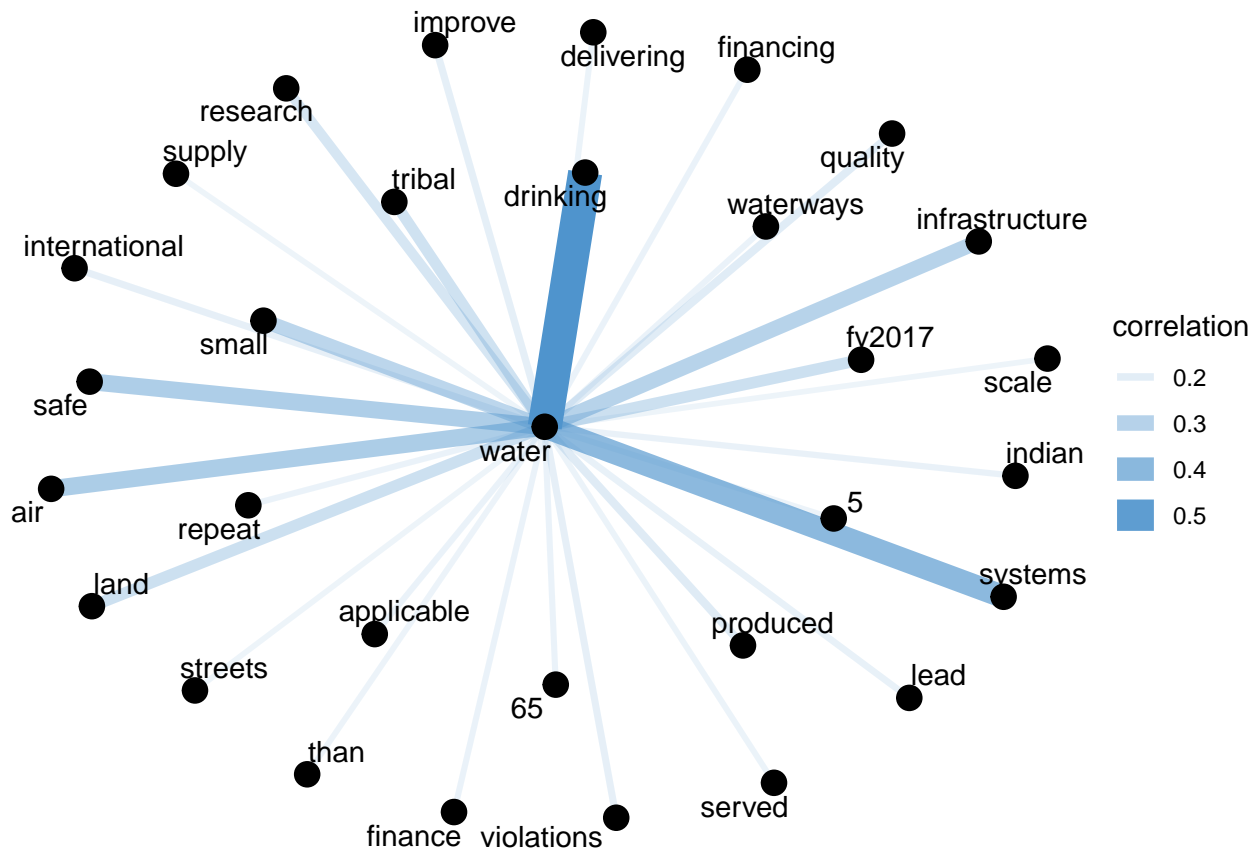 improve
delivering
financing
research
quality
supply
tribal
drinking
waterways
infrastructure
international
fy2017
small
scale
safe
water
indian
air
repeat
5
land
systems
applicable
produced
streets
lead
65
than
served
finance
violations
correlation
0.2
0.3
0.4
0.5